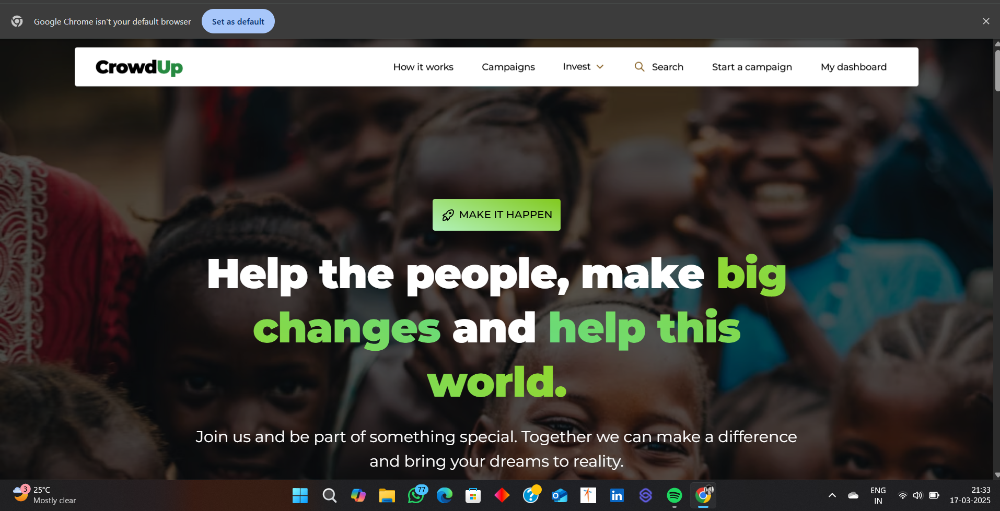 Google Chrome isn't your default browser Set as default
CrowdUp How it works Campaigns Invest Search Start a campaign My dashboard
MAKE IT HAPPEN
Help the people, make big
changes and help this
world.
Join us and be part of something special. Together we can make a difference
and bring your dreams to reality.
3 25°C
Mostly clear
77
ENG
IN
21:33
17-03-2025